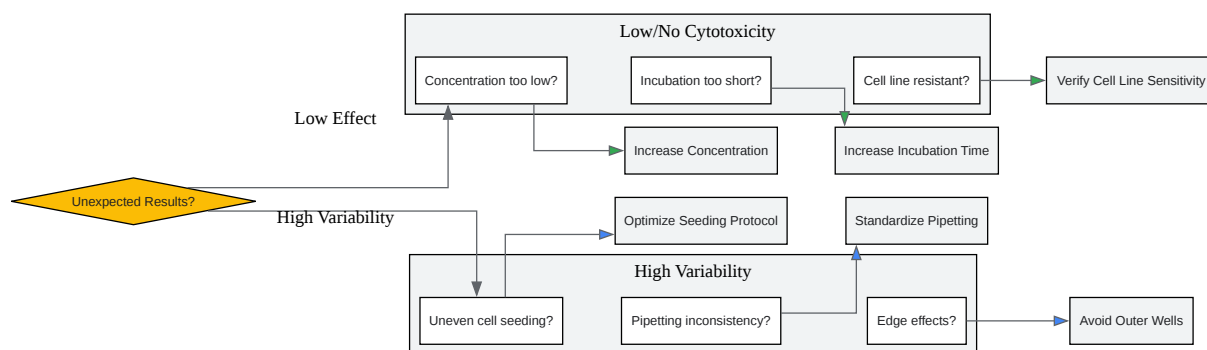 Low/No Cytotoxicity
Concentration too low?
Incubation too short?
Cell line resistant?
Verify Cell Line Sensitivity
Low Effect
Increase Concentration
Increase Incubation Time
Unexpected Results?
High Variability
Optimize Seeding Protocol
Standardize Pipetting
High Variability
Uneven cell seeding?
Pipetting inconsistency?
Edge effects?
Avoid Outer Wells